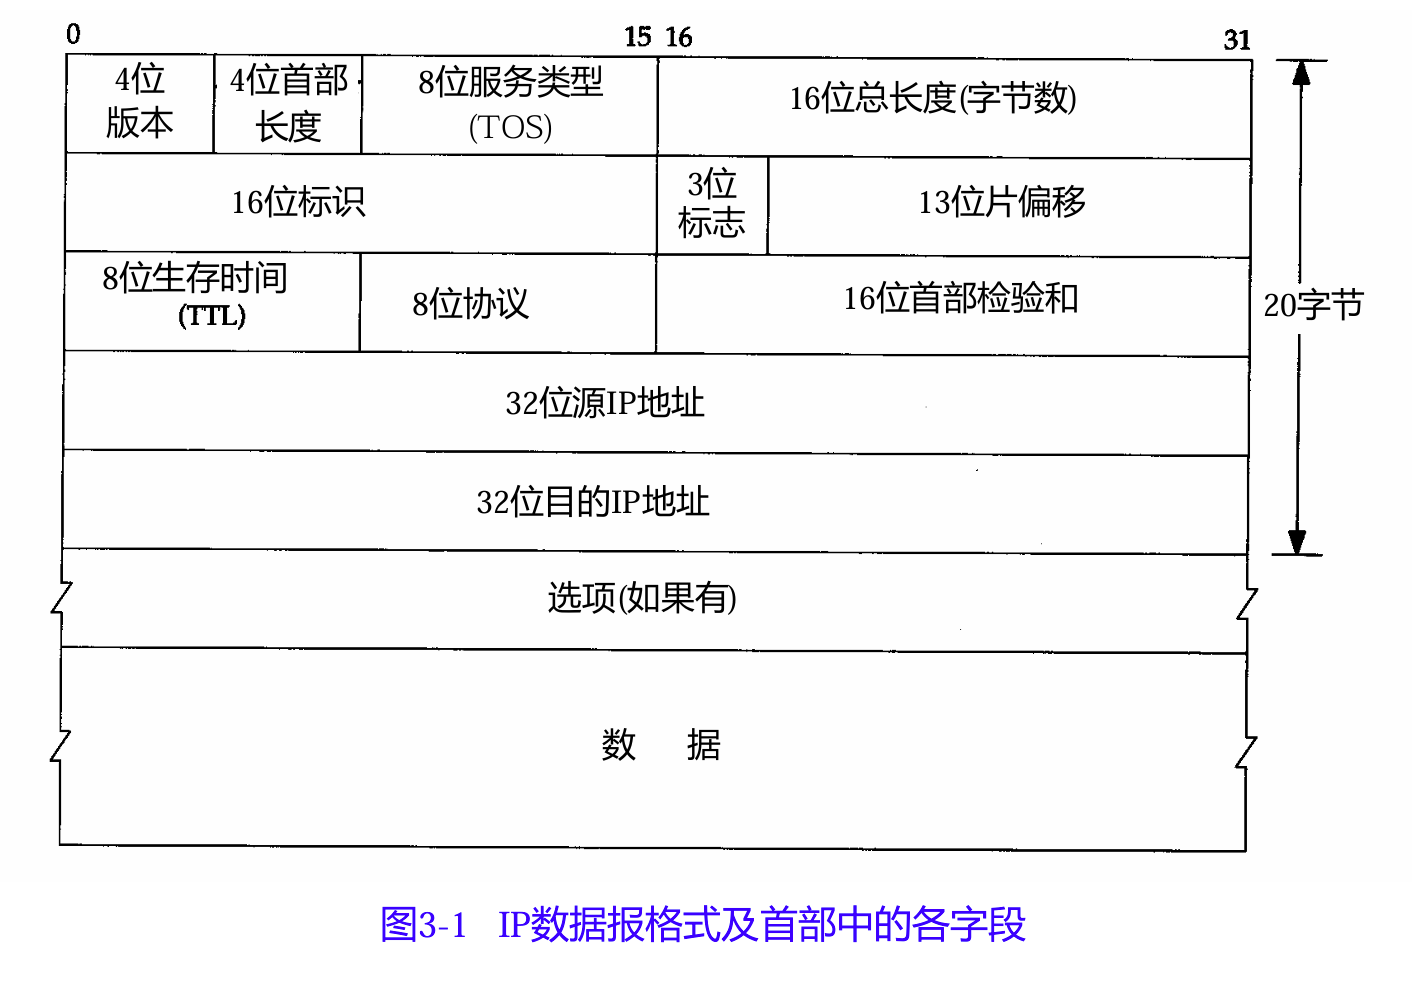 0
15 16
31
4位
版本
4位首部
长度
8位服务类型
(TOS)
16位总长度(字节数)
16位标识
3位
标志
13位片偏移
8位生存时间
(TTL)
8位协议
16位首部检验和
20字节
32位源IP地址
32位目的IP地址
选项(如果有)
数 据
图3-1 IP数据报格式及首部中的各字段